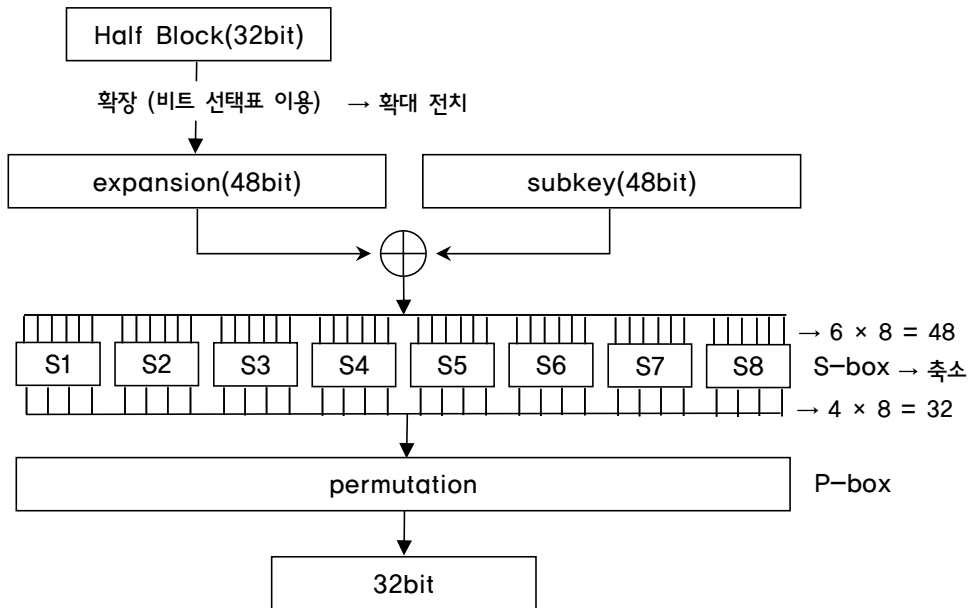 Half Block(32bit)
확장 (비트 선택표 이용) → 확대 전치
expansion(48bit)
subkey(48bit)
→ 6 × 8 = 48
S1 S2 S3 S4 S5 S6 S7 S8
S-box → 축소
→ 4 × 8 = 32
permutation
P-box
32bit